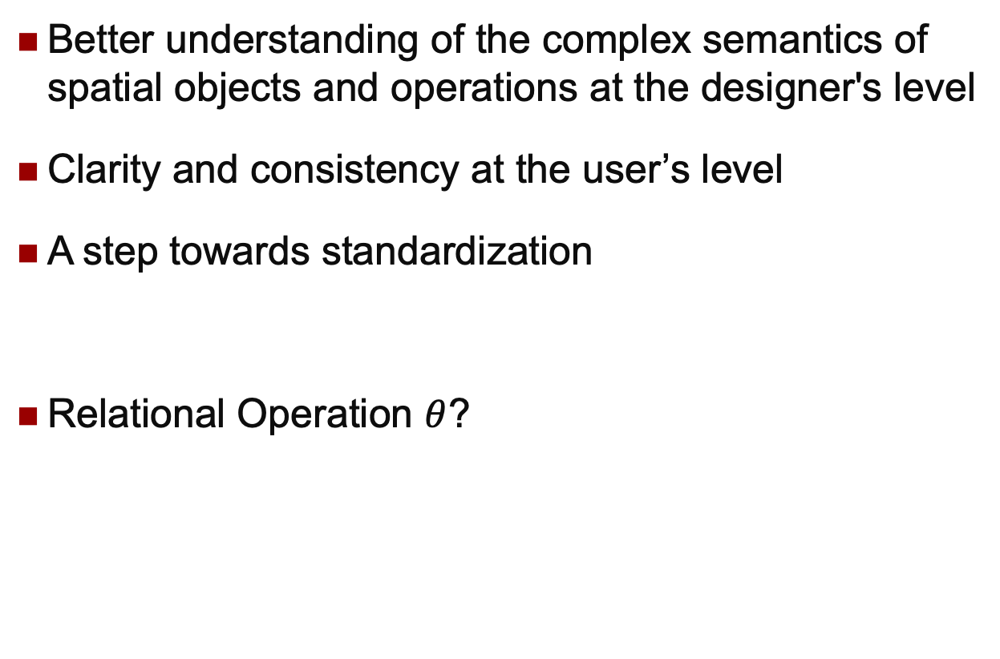 ▪ Better understanding of the complex semantics of
spatial objects and operations at the designer's level
▪ Clarity and consistency at the user’s level
▪ A step towards standardization
▪ Relational Operation θ?